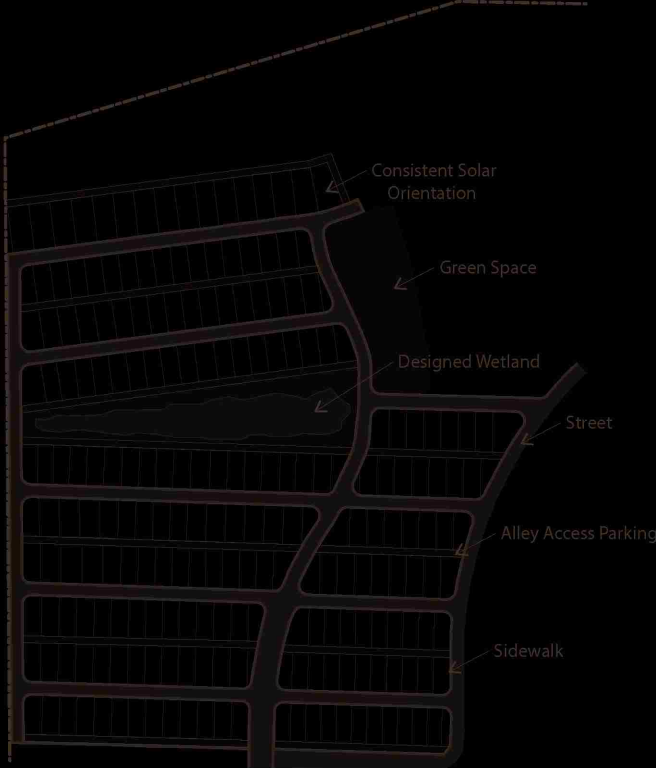 Consistent Solar
Orientation
Green Space
Designed Wetland
Street
Alley Access Parking
Sidewalk